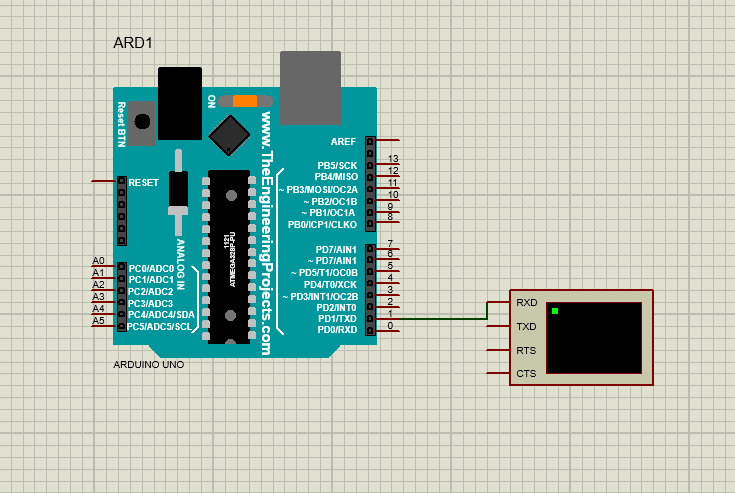 ARD1
Reset BTN
ON
www.TheEngineeringProjects.com
AREF
PB5/SCK 13
PB4/MISO 12
~ PB3/MOSI/OC2A 11
~ PB2/OC1B 10
~ PB1/OC1A 9
PB0/ICP1/CLKO 8
RESET
1121
ATMEGA328P-PU
ANALOG IN
PD7/AIN1 7
~ PD7/AIN1 6
~ PD5/T1/OC0B 5
PD4/T0/XCK 4
~ PD3/INT1/OC2B 3
PD2/INT0 2
PD1/TXD 1
PD0/RXD 0
A0 PC0/ADC0
A1 PC1/ADC1
A2 PC2/ADC2
A3 PC3/ADC3
A4 PC4/ADC4/SDA
A5 PC5/ADC5/SCL
ARDUINO UNO
RXD
TXD
RTS
CTS